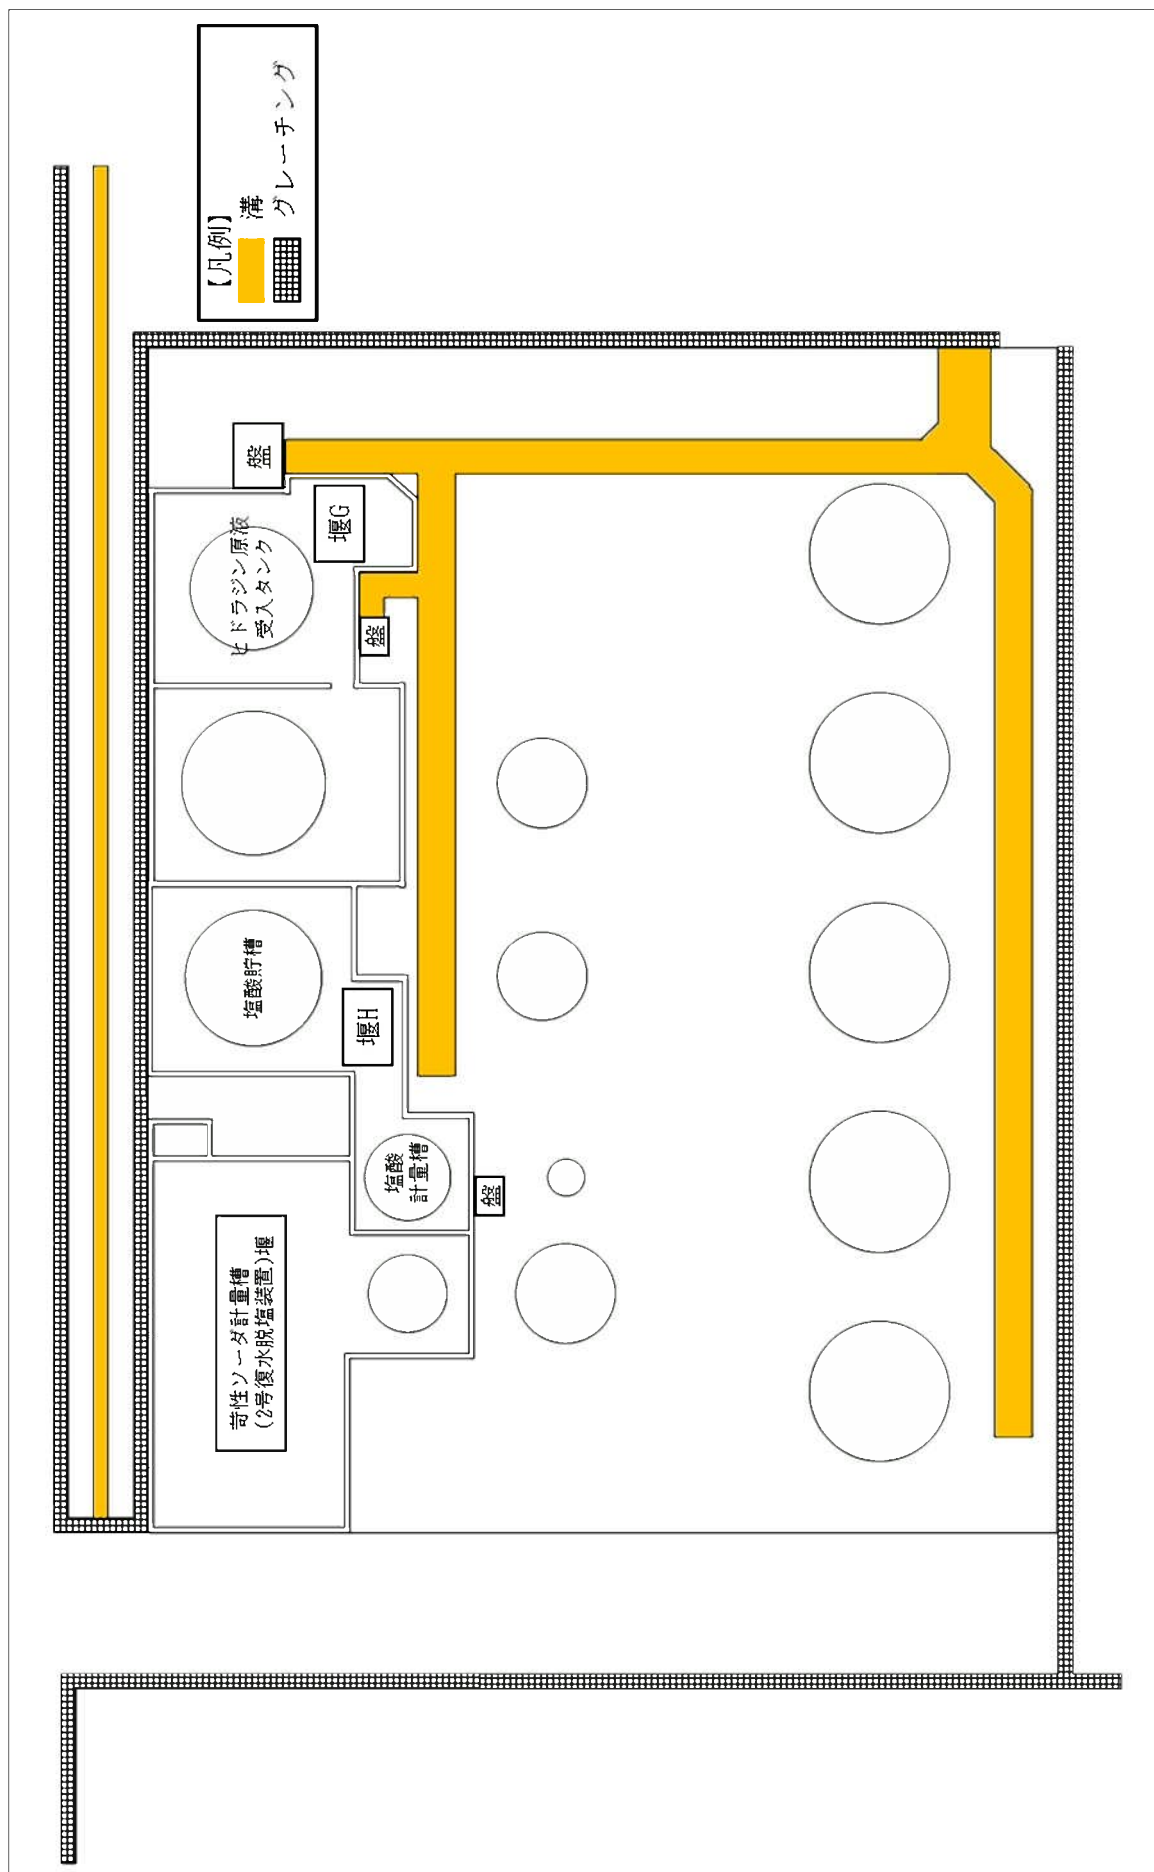 【凡例】
溝
グレーチング
盤
堰G
ヒドラジン原液
受入タンク
盤
塩酸貯槽
堰H
塩酸
計量槽
盤
苛性ソーダ計量槽
(2号復水脱塩装置)堰